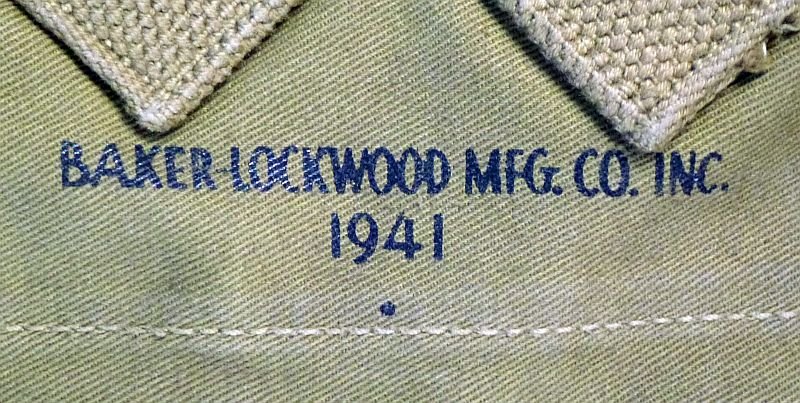 BAKER-LOCKWOOD MFG. CO. INC.
1941